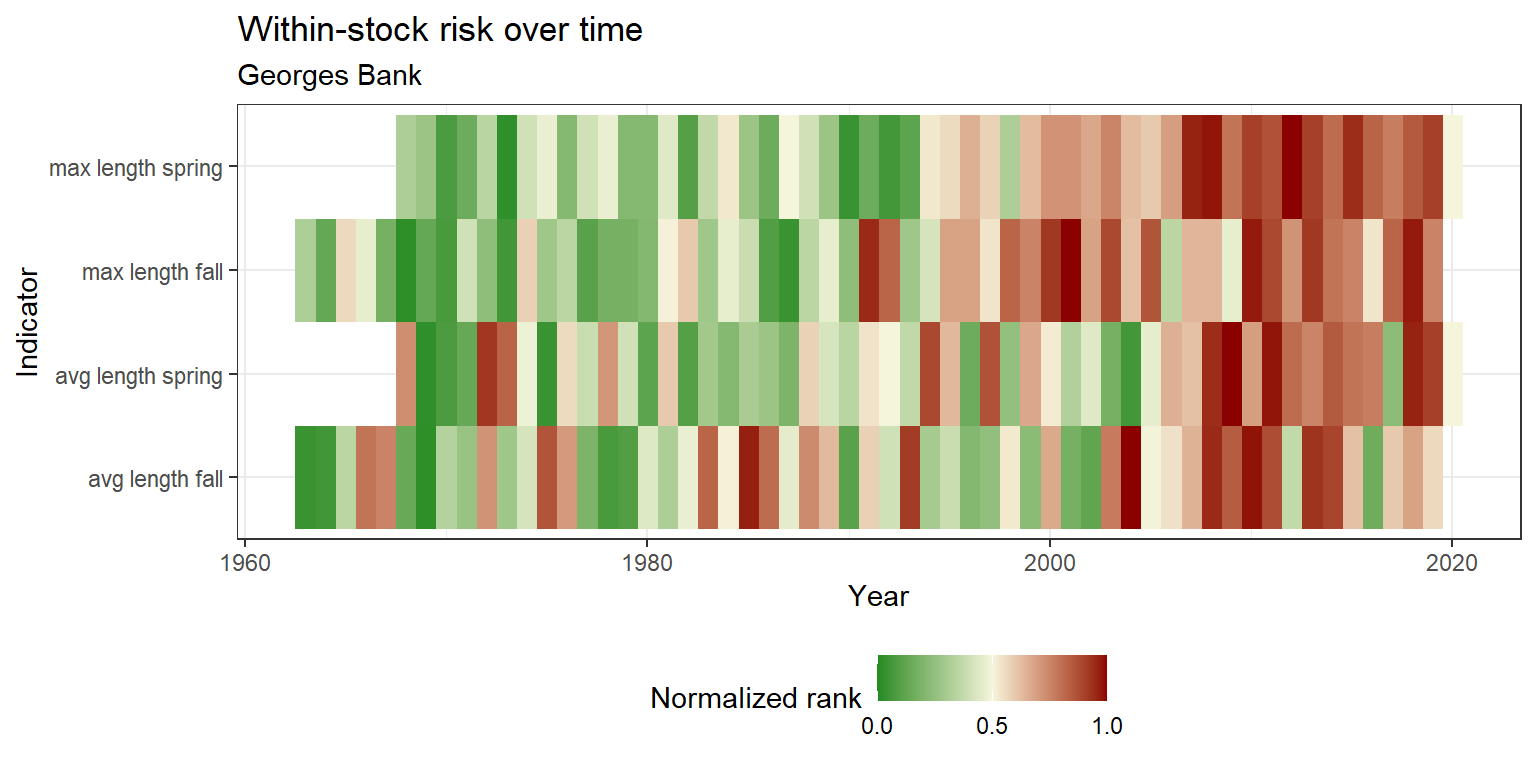 Within-stock risk over time
Georges Bank
Indicator
max length spring
max length fall
avg length spring
avg length fall
1960 1980 2000 2020
Year
Normalized rank
0.0 0.5 1.0